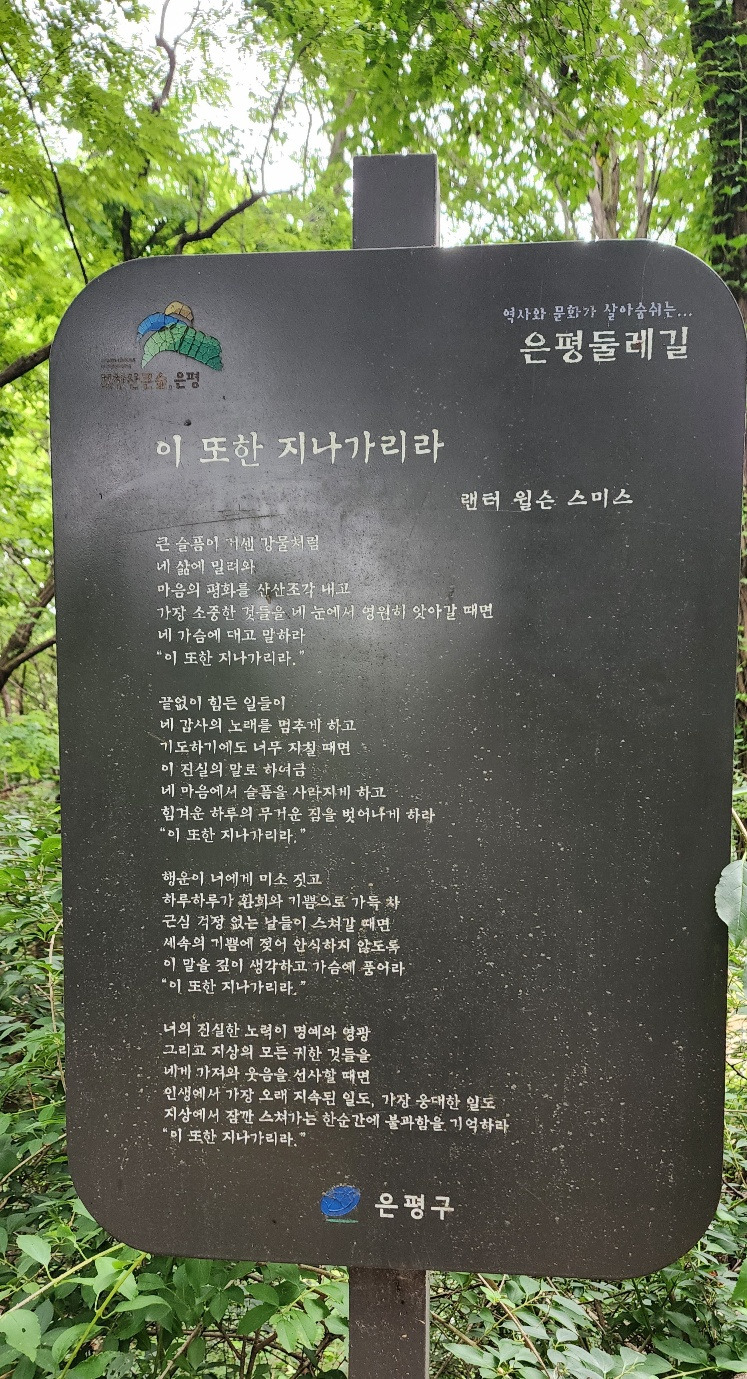 역사와 문화가 살아숨쉬는...
은평둘레길
북한산큰숲, 은평
이 또한 지나가리라
랜터 윌슨 스미스
큰 슬픔이 거센 강물처럼
네 삶에 밀려와
마음의 평화를 산산조각 내고
가장 소중한 것들을 네 눈에서 영원히 앗아갈 때면
네 가슴에 대고 말하라
“이 또한 지나가리라.”
끝없이 힘든 일들이
네 감사의 노래를 멈추게 하고
기도하기에도 너무 지칠 때면
이 진실의 말로 하여금
네 마음에서 슬픔을 사라지게 하고
힘겨운 하루의 무거운 짐을 벗어나게 하라
“이 또한 지나가리라.”
행운이 너에게 미소 짓고
하루하루가 환희와 기쁨으로 가득 차
근심 걱정 없는 날들이 스쳐갈 때면
세속의 기쁨에 젖어 안식하지 않도록
이 말을 깊이 생각하고 가슴에 품어라
“이 또한 지나가리라.”
너의 진실한 노력이 명예와 영광
그리고 지상의 모든 귀한 것들을
네게 가져와 웃음을 선사할 때면
인생에서 가장 오래 지속된 일도, 가장 웅대한 일도
지상에서 잠깐 스쳐가는 한순간에 불과함을 기억하라
“이 또한 지나가리라.”
은평구